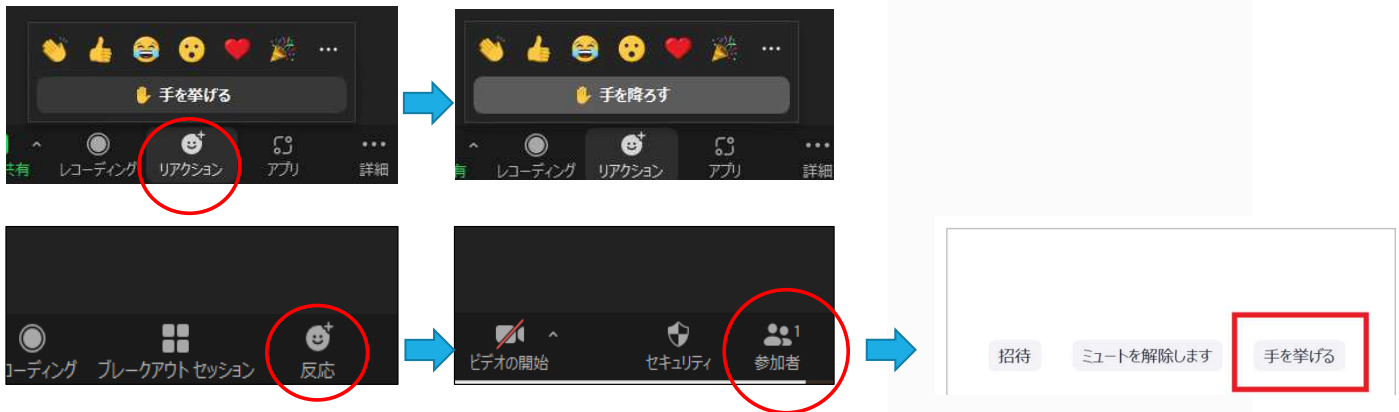 手を挙げる
共有 レコーディング リアクション アプリ 詳細
手を降ろす
有 レコーディング リアクション アプリ 詳細
コーディング ブレークアウト セッション 反応
ビデオの開始 セキュリティ 参加者 1
招待 ミュートを解除します 手を挙げる